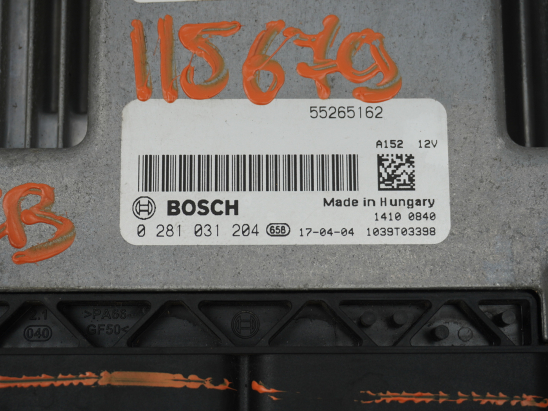 115679
55265162
A152 12V
BOSCH
Made in Hungary
1410 0840
0 281 031 204 658 17-04-04 1039T03398
B
040
GF50<